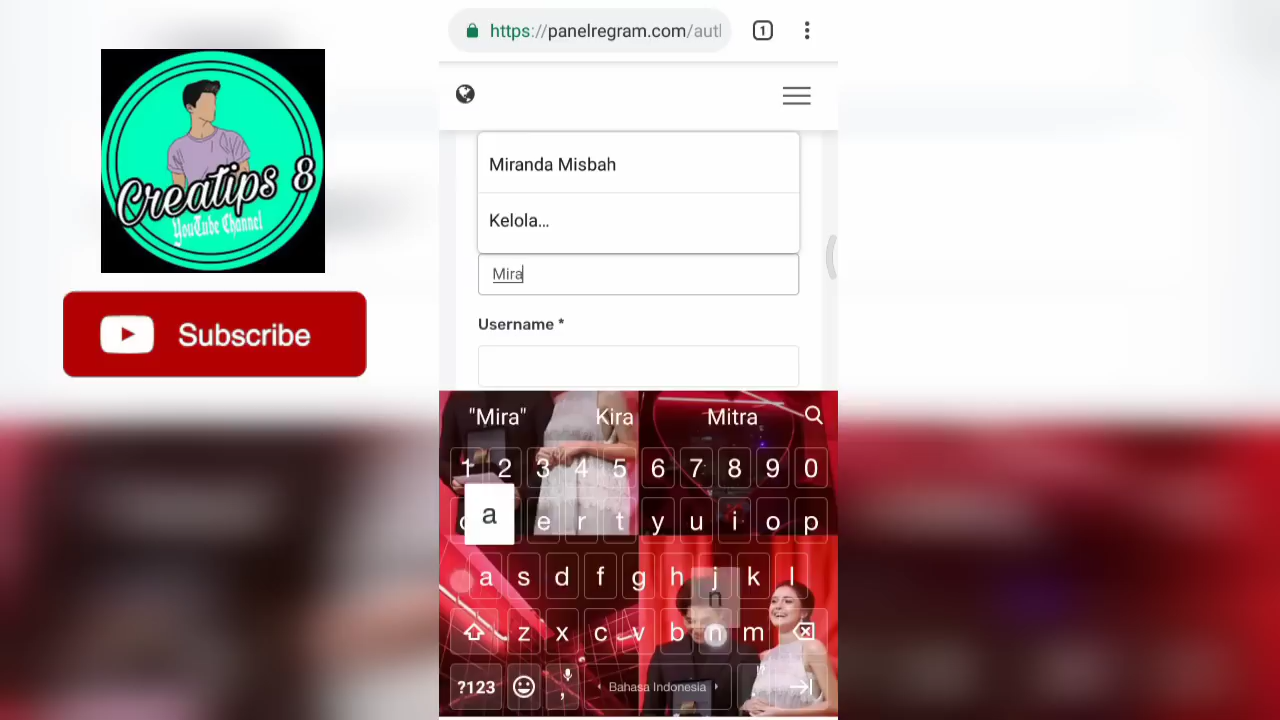 Creatips 8
YouTube Channel
Subscribe
https://panelregram.com/aut
1
Miranda Misbah
Kelola...
Mira
Username *
"Mira" Kira Mitra
1 2 3 4 5 6 7 8 9 0
a
e r t y u i o p
a s d f g h j k l
n
z x c v b n m
?123 , Bahasa Indonesia